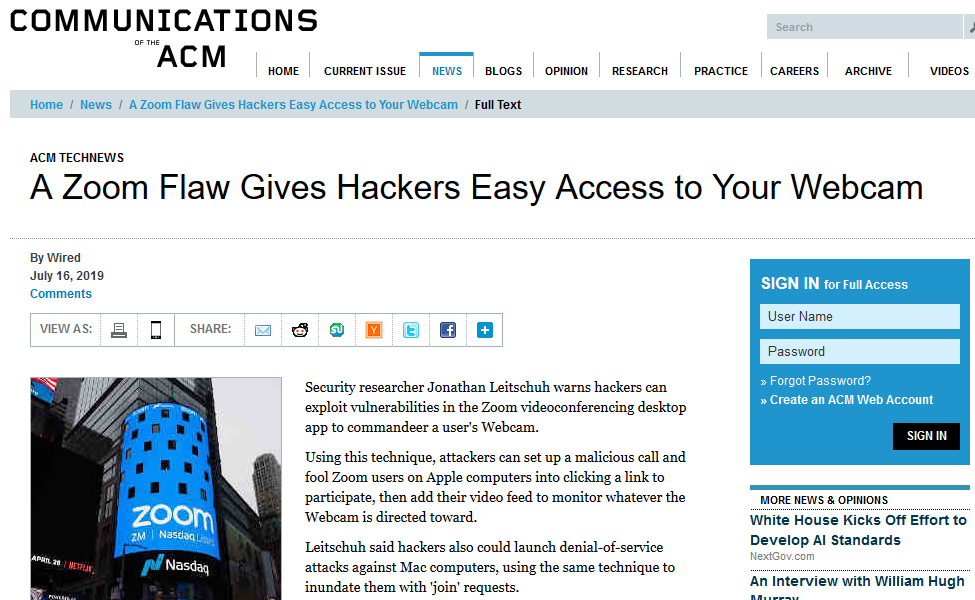 COMMUNICATIONS
OF THE
ACM
Search
HOME CURRENT ISSUE NEWS BLOGS OPINION RESEARCH PRACTICE CAREERS ARCHIVE VIDEOS
Home / News / A Zoom Flaw Gives Hackers Easy Access to Your Webcam / Full Text
ACM TECHNEWS
A Zoom Flaw Gives Hackers Easy Access to Your Webcam
By Wired
July 16, 2019
Comments
VIEW AS: SHARE:
zoom
ZM | Nasdaq Listed
Nasdaq
APRIL 26 / NETFLIX
Security researcher Jonathan Leitschuh warns hackers can
exploit vulnerabilities in the Zoom videoconferencing desktop
app to commandeer a user's Webcam.
Using this technique, attackers can set up a malicious call and
fool Zoom users on Apple computers into clicking a link to
participate, then add their video feed to monitor whatever the
Webcam is directed toward.
Leitschuh said hackers also could launch denial-of-service
attacks against Mac computers, using the same technique to
inundate them with 'join' requests.
SIGN IN for Full Access
User Name
Password
» Forgot Password?
» Create an ACM Web Account
SIGN IN
MORE NEWS & OPINIONS
White House Kicks Off Effort to
Develop AI Standards
NextGov.com
An Interview with William Hugh
Murray